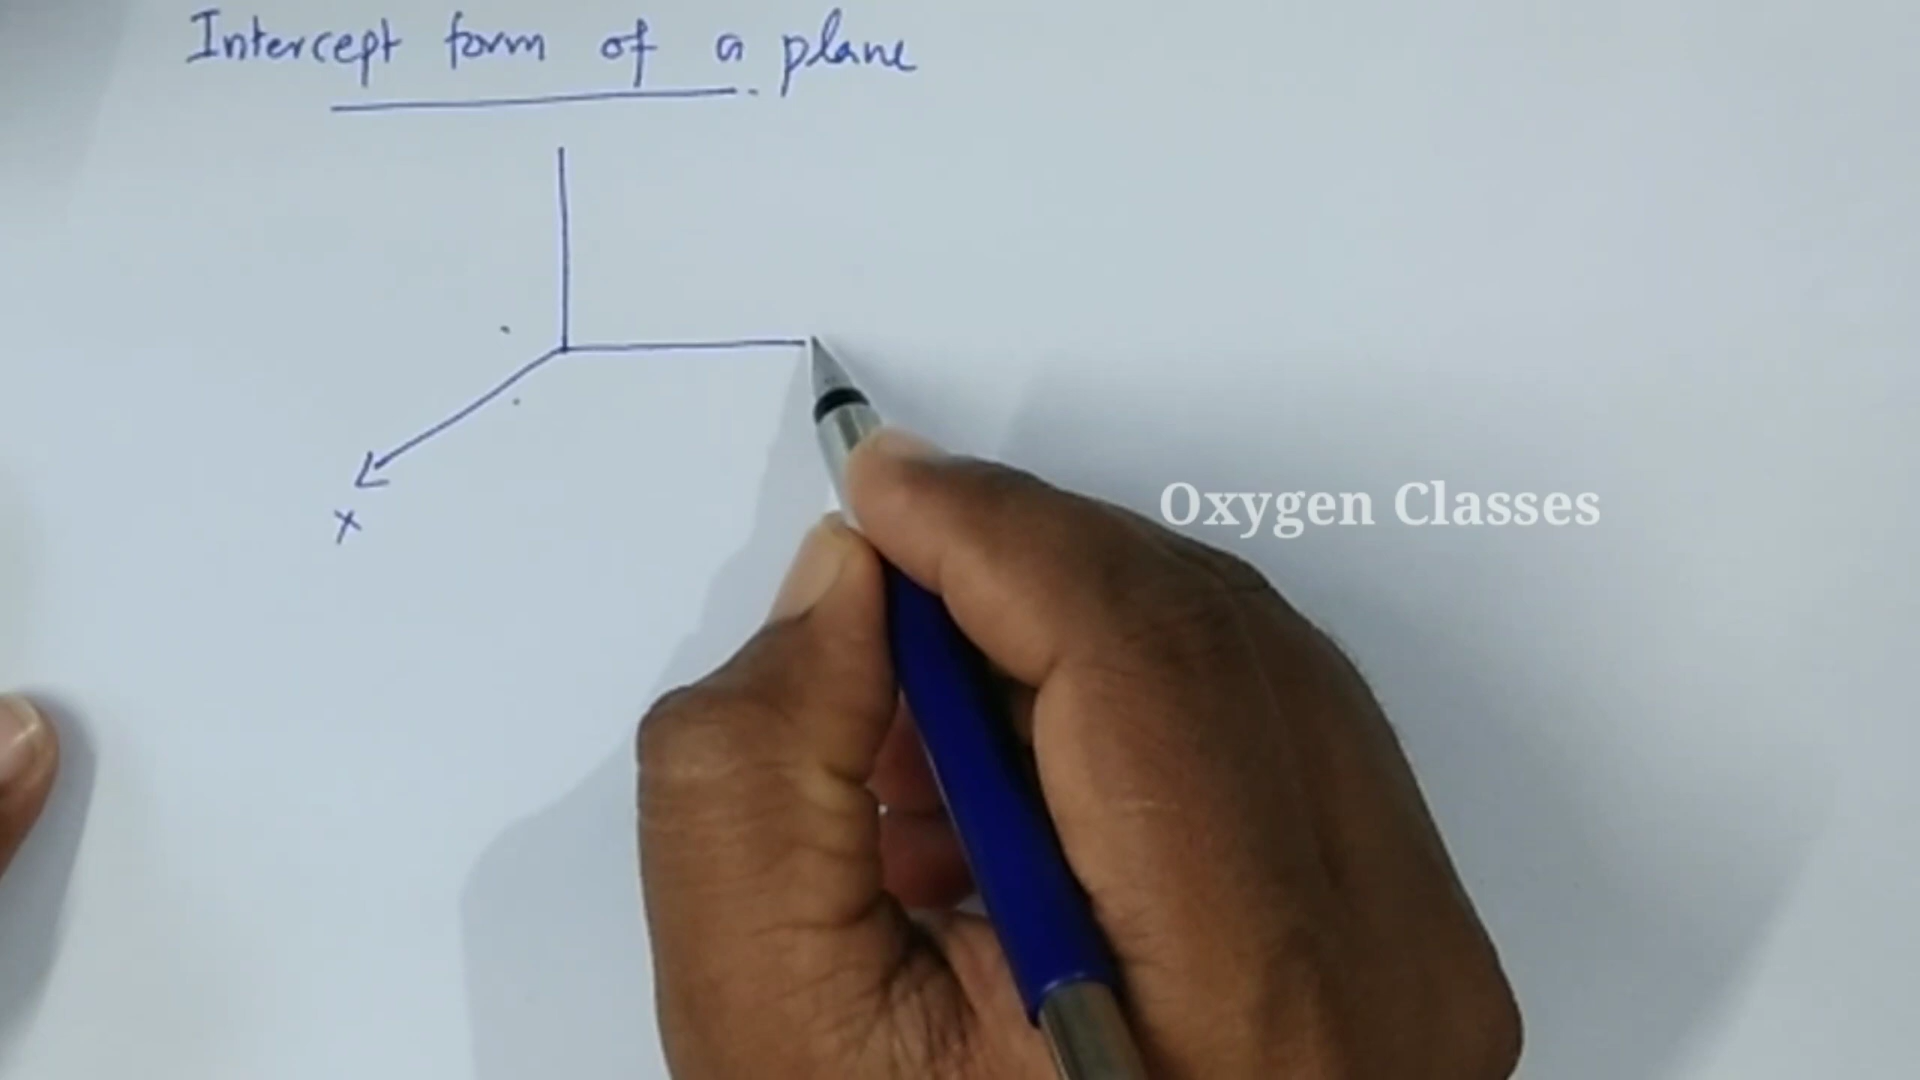 Intercept form of a plane
x
Oxygen Classes